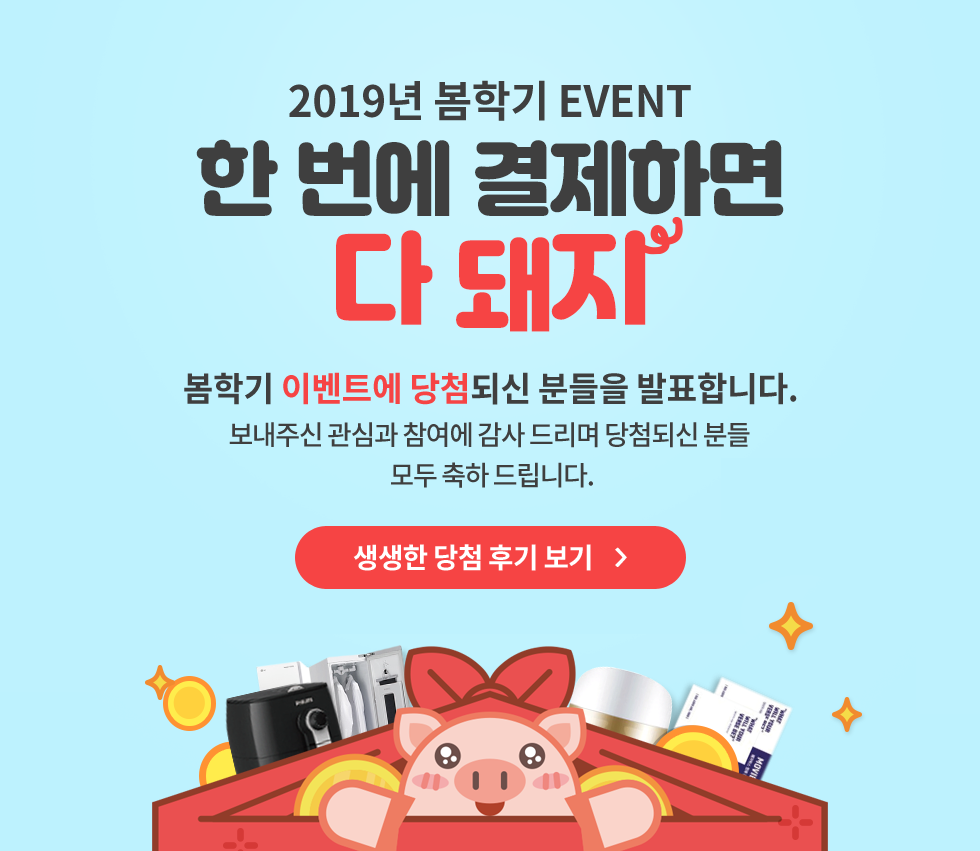 2019년 봄학기 EVENT
한 번에 결제하면
다 돼지
봄학기 이벤트에 당첨되신 분들을 발표합니다.
보내주신 관심과 참여에 감사 드리며 당첨되신 분들
모두 축하 드립니다.
생생한 당첨 후기 보기
PHILIPS